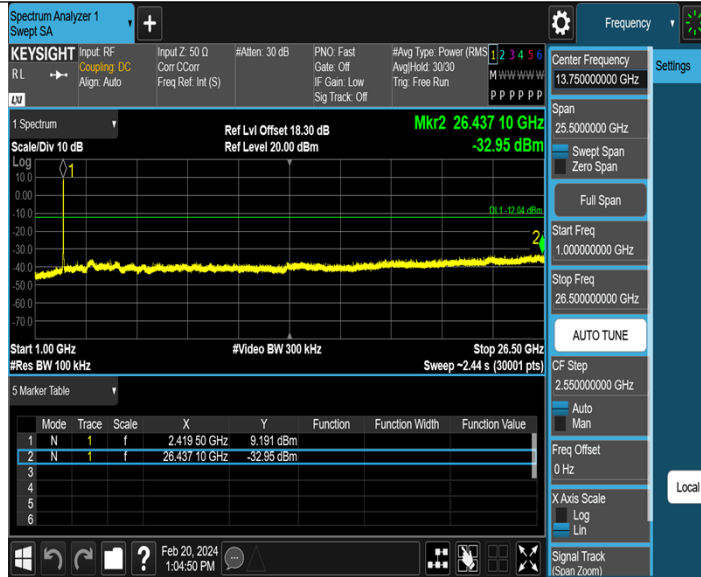 Spectrum Analyzer 1
Swept SA
+
Frequency
KEYSIGHT
RL
LXI
Input: RF
Coupling: DC
Align: Auto
Input Z: 50 Ω
Corr CCorr
Freq Ref: Int (S)
#Atten: 30 dB
PNO: Fast
Gate: Off
IF Gain: Low
Sig Track: Off
#Avg Type: Power (RMS
Avg|Hold: 30/30
Trig: Free Run
1 2 3 4 5 6
M W W W W W
P P P P P P
1 Spectrum
Scale/Div 10 dB
Ref Lvl Offset 18.30 dB
Ref Level 20.00 dBm
Mkr2 26.437 10 GHz
-32.95 dBm
Log
10.0
0.00
-10.0
-20.0
-30.0
-40.0
-50.0
-60.0
-70.0
1
DL1 -12.04 dBm
2
Start 1.00 GHz
#Res BW 100 kHz
#Video BW 300 kHz
Stop 26.50 GHz
Sweep ~2.44 s (30001 pts)
5 Marker Table
Mode Trace Scale X Y Function Function Width Function Value
1 N 1 f 2.419 50 GHz 9.191 dBm
2 N 1 f 26.437 10 GHz -32.95 dBm
3
4
5
6
?
Feb 20, 2024
1:04:50 PM
Center Frequency
13.750000000 GHz
Span
25.5000000 GHz
Swept Span
Zero Span
Full Span
Start Freq
1.000000000 GHz
Stop Freq
26.500000000 GHz
AUTO TUNE
CF Step
2.550000000 GHz
Auto
Man
Freq Offset
0 Hz
X Axis Scale
Log
Lin
Signal Track
(Span Zoom)
Settings
Local